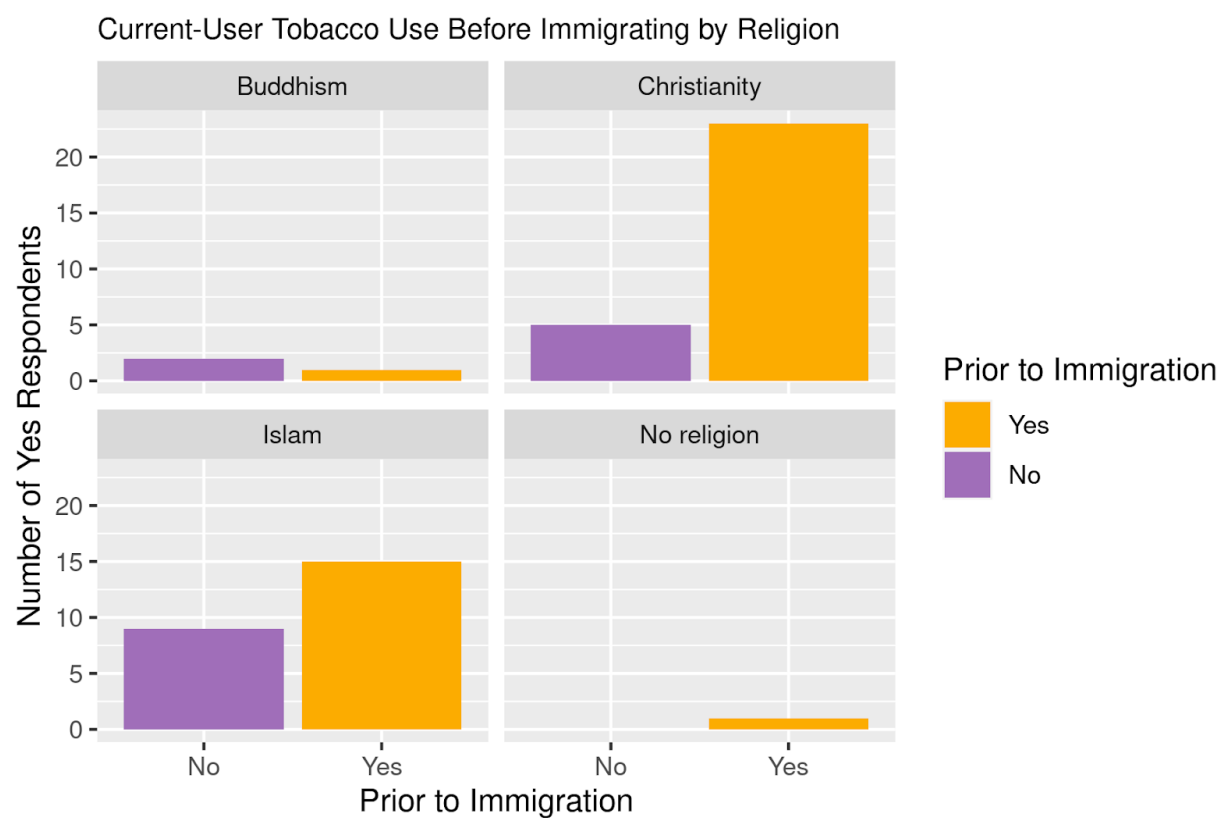 Current-User Tobacco Use Before Immigrating by Religion
Buddhism
Christianity
20
15
10
5
0
Islam
No religion
20
15
10
5
0
No
Yes
No
Yes
Prior to Immigration
Number of Yes Respondents
Prior to Immigration
Yes
No